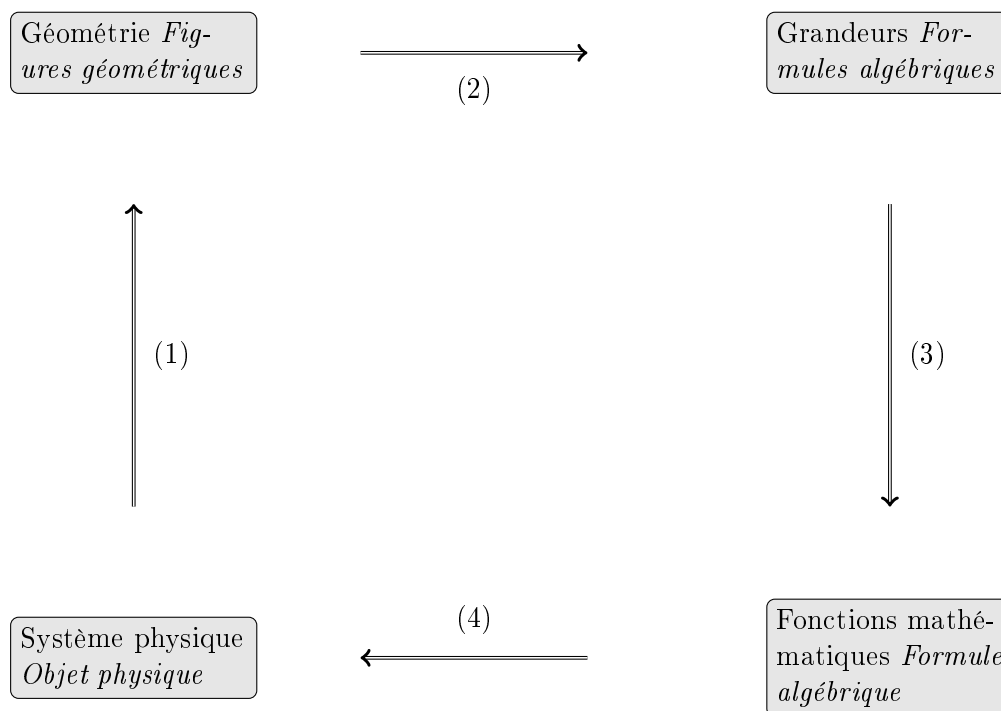 Géométrie Fig-
ures géométriques
(2)
Grandeurs For-
mules algébriques
(1)
(3)
Système physique
Objet physique
(4)
Fonctions mathé-
matiques Formule
algébrique